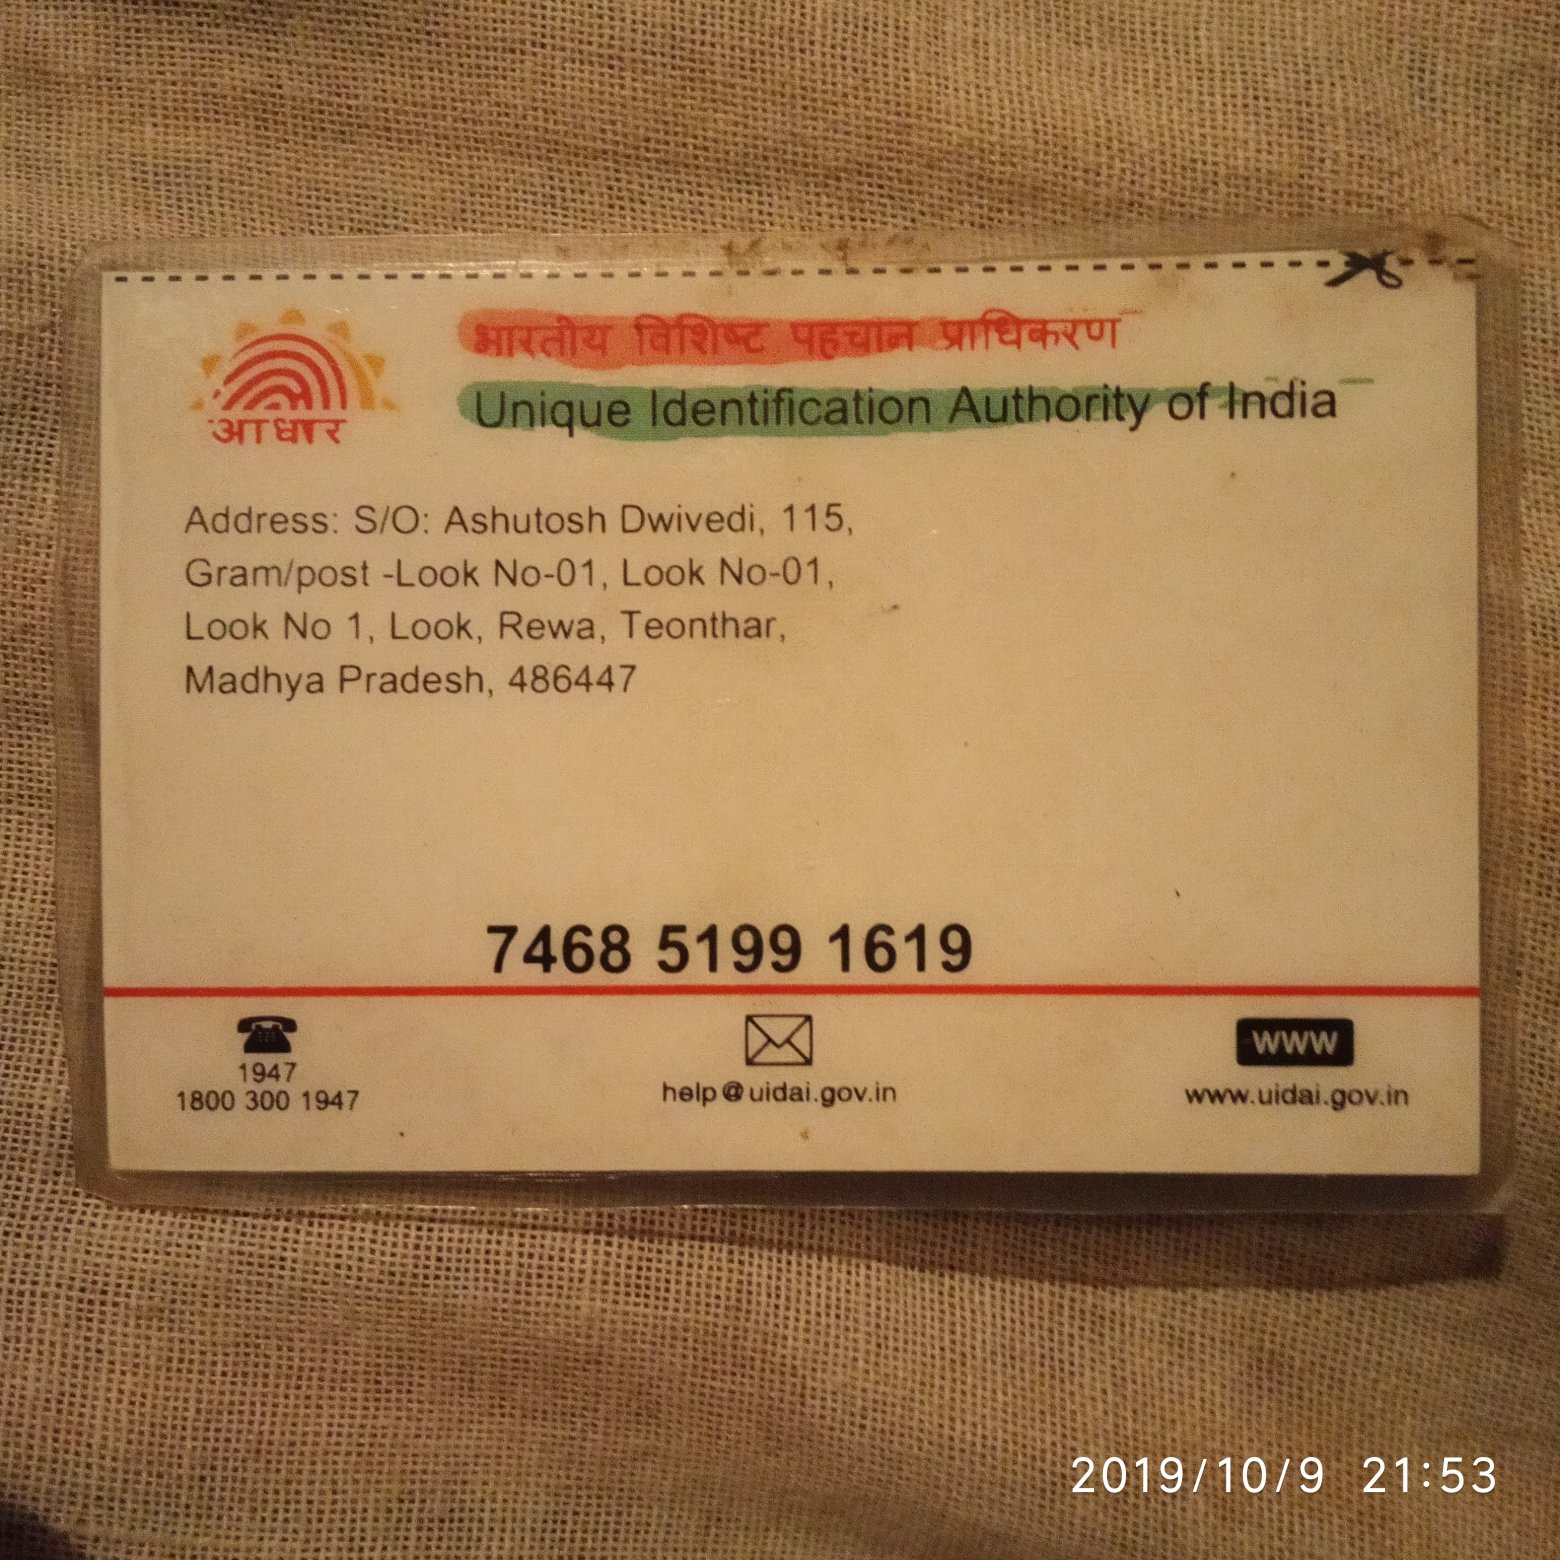 भारतीय विशिष्ट पहचान प्राधिकरण
Unique Identification Authority of India
आधार
Address: S/O: Ashutosh Dwivedi, 115,
Gram/post -Look No-01, Look No-01,
Look No 1, Look, Rewa, Teonthar,
Madhya Pradesh, 486447
7468 5199 1619
1947
1800 300 1947
help@uidai.gov.in
WWW
www.uidai.gov.in
2019/10/9 21:53